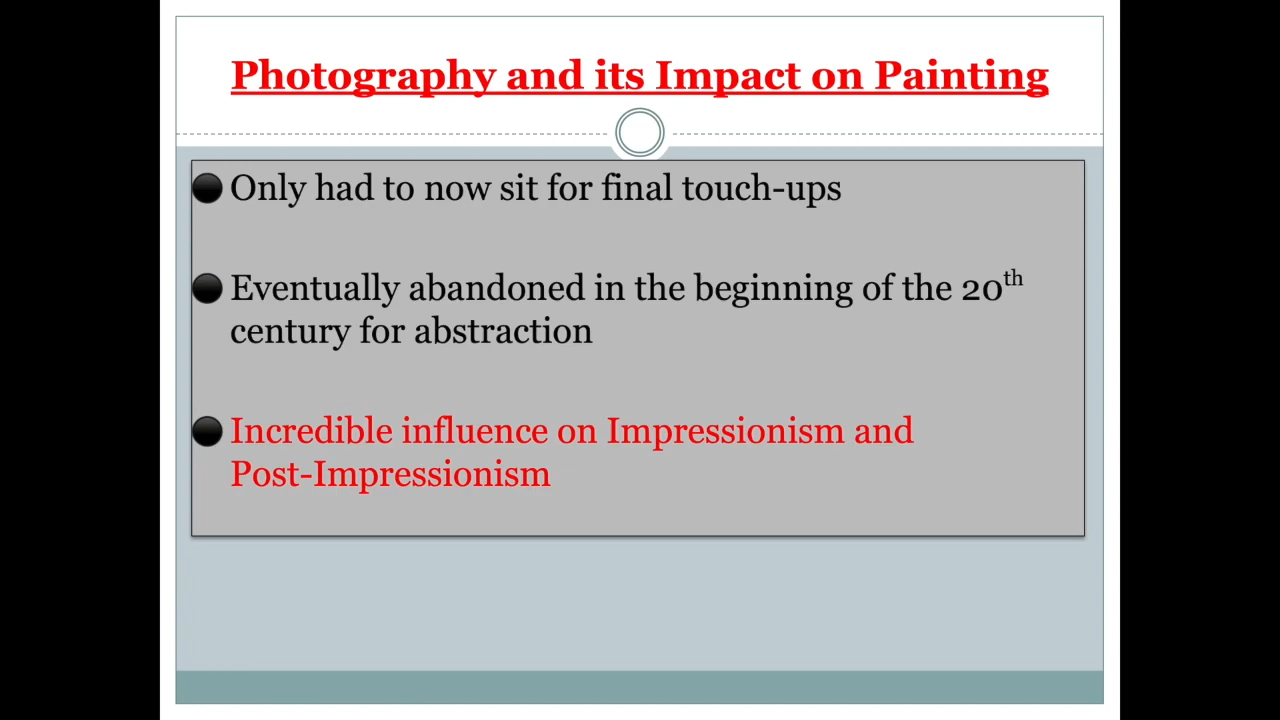 Photography and its Impact on Painting
Only had to now sit for final touch-ups
Eventually abandoned in the beginning of the 20th
century for abstraction
Incredible influence on Impressionism and
Post-Impressionism